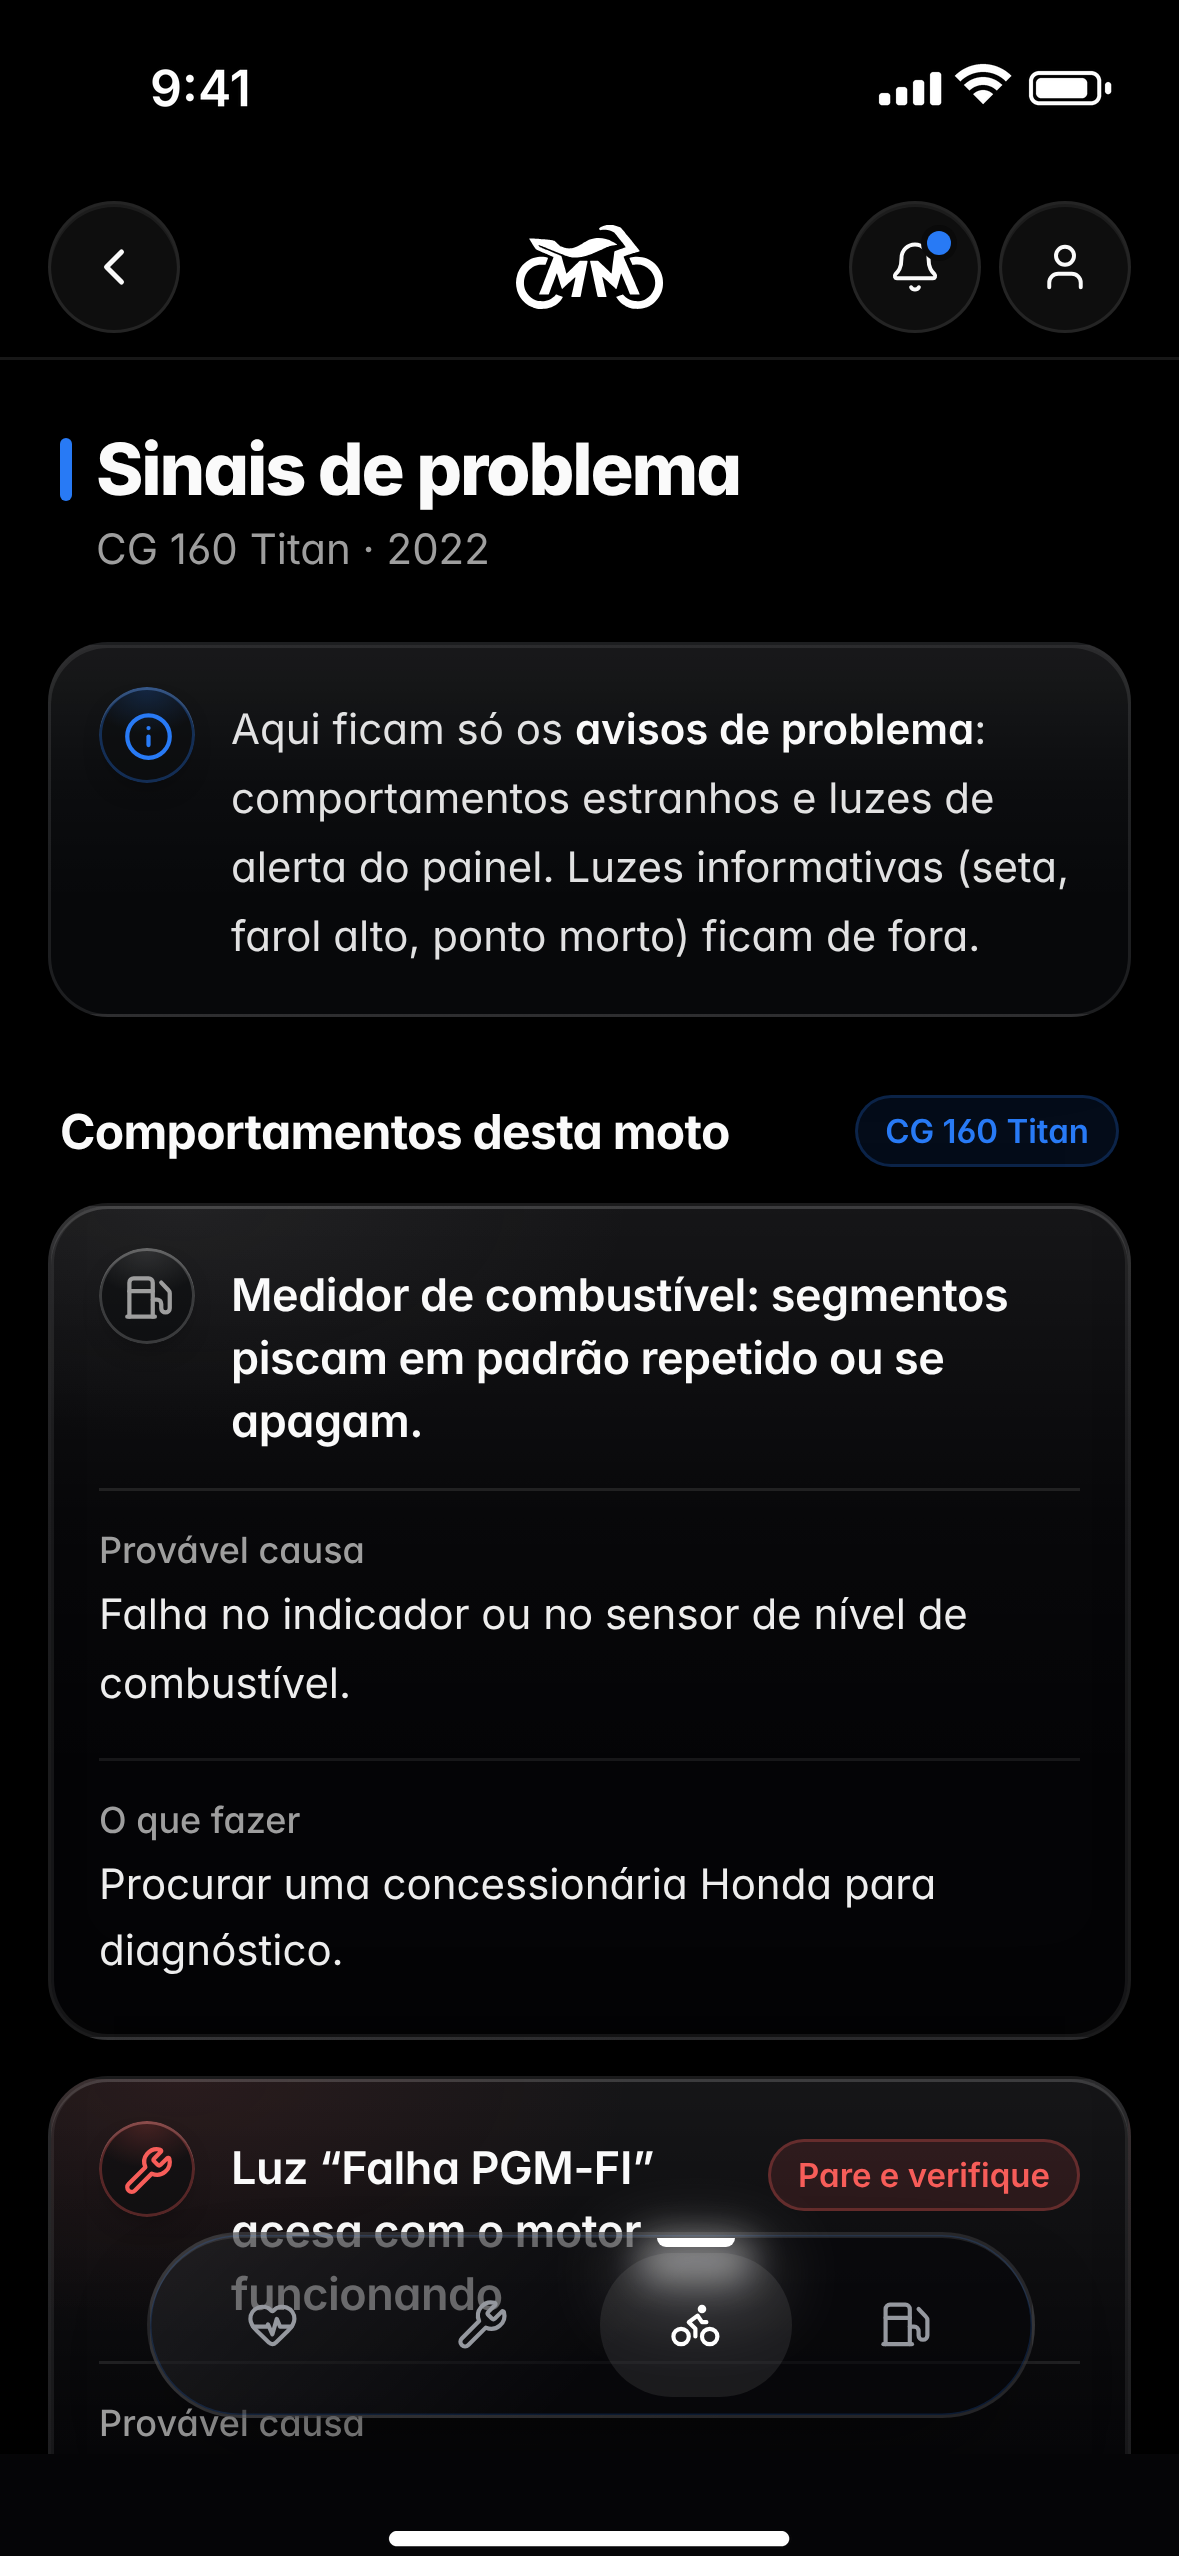 9:41
MM
Sinais de problema
CG 160 Titan · 2022
Aqui ficam só os avisos de problema:
comportamentos estranhos e luzes de
alerta do painel. Luzes informativas (seta,
farol alto, ponto morto) ficam de fora.
Comportamentos desta moto
CG 160 Titan
Medidor de combustível: segmentos
piscam em padrão repetido ou se
apagam.
Provável causa
Falha no indicador ou no sensor de nível de
combustível.
O que fazer
Procurar uma concessionária Honda para
diagnóstico.
Luz “Falha PGM-FI”
Pare e verifique
acesa com o motor
funcionando
Provável causa